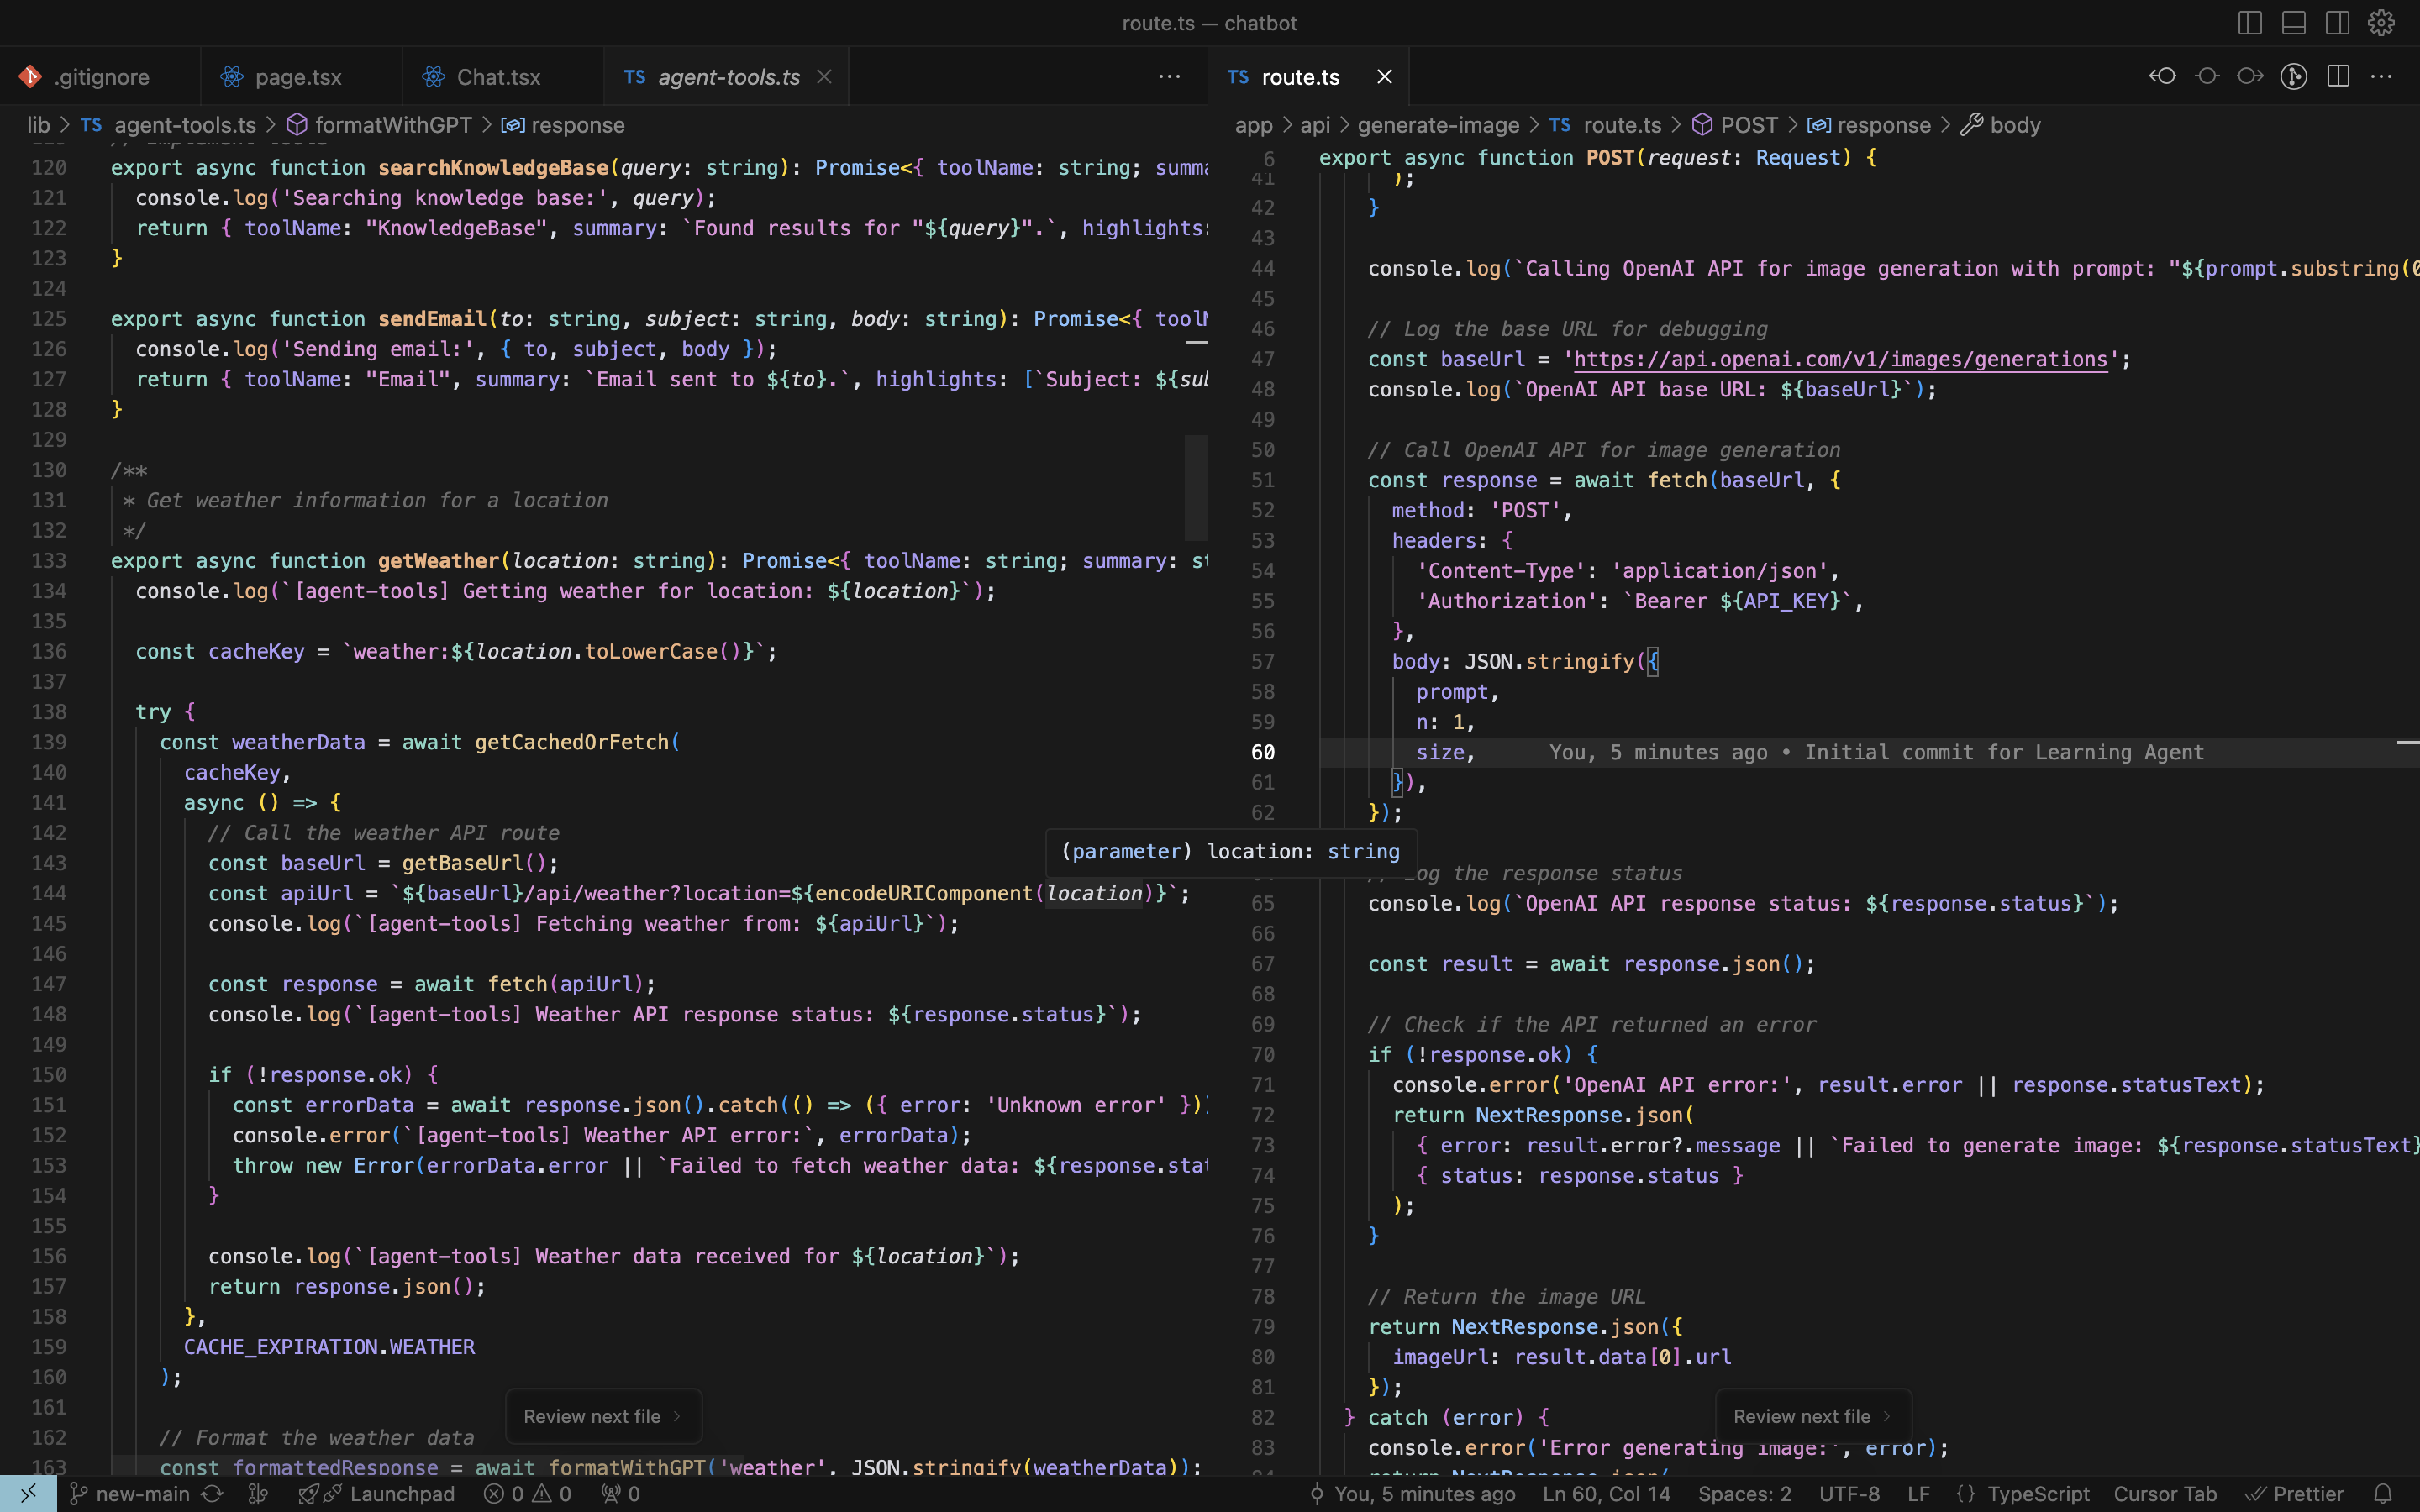 route.ts — chatbot
.gitignore
page.tsx
Chat.tsx
TS agent-tools.ts
TS route.ts
lib > TS agent-tools.ts > formatWithGPT > response
120 export async function searchKnowledgeBase(query: string): Promise<{ toolName: string; summa
121 console.log('Searching knowledge base:', query);
122 return { toolName: "KnowledgeBase", summary: `Found results for "${query}".`, highlights:
123 }
124
125 export async function sendEmail(to: string, subject: string, body: string): Promise<{ toolN
126 console.log('Sending email:', { to, subject, body });
127 return { toolName: "Email", summary: `Email sent to ${to}.`, highlights: [`Subject: ${sub
128 }
129
130 /**
131 * Get weather information for a location
132 */
133 export async function getWeather(location: string): Promise<{ toolName: string; summary: st
134 console.log(`[agent-tools] Getting weather for location: ${location}`);
135
136 const cacheKey = `weather:${location.toLowerCase()}`;
137
138 try {
139 const weatherData = await getCachedOrFetch(
140 cacheKey,
141 async () => {
142 // Call the weather API route
143 const baseUrl = getBaseUrl();
144 const apiUrl = `${baseUrl}/api/weather?location=${encodeURIComponent(location)}`;
145 console.log(`[agent-tools] Fetching weather from: ${apiUrl}`);
146
147 const response = await fetch(apiUrl);
148 console.log(`[agent-tools] Weather API response status: ${response.status}`);
149
150 if (!response.ok) {
151 const errorData = await response.json().catch(() => ({ error: 'Unknown error' })
152 console.error(`[agent-tools] Weather API error:`, errorData);
153 throw new Error(errorData.error || `Failed to fetch weather data: ${response.stat
154 }
155
156 console.log(`[agent-tools] Weather data received for ${location}`);
157 return response.json();
158 },
159 CACHE_EXPIRATION.WEATHER
160 );
161
162 // Format the weather data
163 const formattedResponse = await formatWithGPT('weather', JSON.stringify(weatherData));
Review next file
(parameter) location: string
app > api > generate-image > TS route.ts > POST > response > body
6 export async function POST(request: Request) {
41 );
42 }
43
44 console.log(`Calling OpenAI API for image generation with prompt: "${prompt.substring(0
45
46 // Log the base URL for debugging
47 const baseUrl = 'https://api.openai.com/v1/images/generations';
48 console.log(`OpenAI API base URL: ${baseUrl}`);
49
50 // Call OpenAI API for image generation
51 const response = await fetch(baseUrl, {
52 method: 'POST',
53 headers: {
54 'Content-Type': 'application/json',
55 'Authorization': `Bearer ${API_KEY}`,
56 },
57 body: JSON.stringify({
58 prompt,
59 n: 1,
60 size, You, 5 minutes ago • Initial commit for Learning Agent
61 }),
62 });
// Log the response status
65 console.log(`OpenAI API response status: ${response.status}`);
66
67 const result = await response.json();
68
69 // Check if the API returned an error
70 if (!response.ok) {
71 console.error('OpenAI API error:', result.error || response.statusText);
72 return NextResponse.json(
73 { error: result.error?.message || `Failed to generate image: ${response.statusText}
74 { status: response.status }
75 );
76 }
77
78 // Return the image URL
79 return NextResponse.json({
80 imageUrl: result.data[0].url
81 });
82 } catch (error) {
83 console.error('Error generating image:', error);
Review next file
new-main Launchpad 0 0 0 You, 5 minutes ago Ln 60, Col 14 Spaces: 2 UTF-8 LF {} TypeScript Cursor Tab Prettier